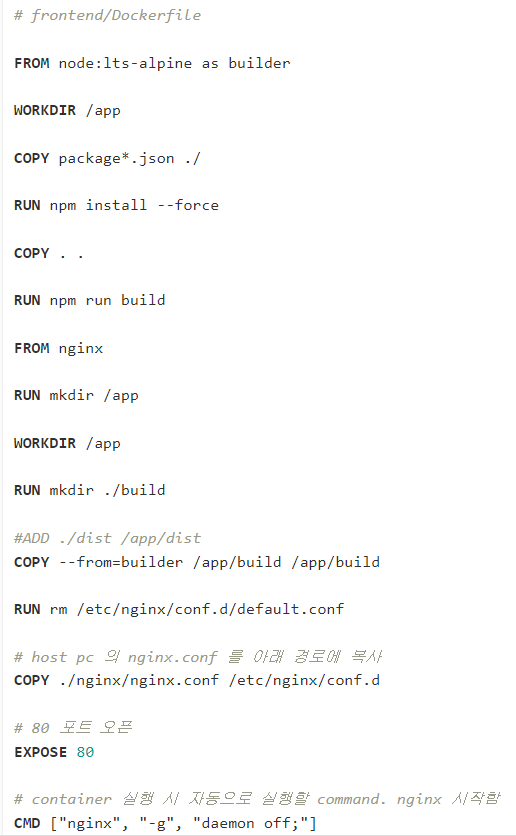 # frontend/Dockerfile
FROM node:lts-alpine as builder
WORKDIR /app
COPY package*.json ./
RUN npm install --force
COPY . .
RUN npm run build
FROM nginx
RUN mkdir /app
WORKDIR /app
RUN mkdir ./build
#ADD ./dist /app/dist
COPY --from=builder /app/build /app/build
RUN rm /etc/nginx/conf.d/default.conf
# host pc 의 nginx.conf 를 아래 경로에 복사
COPY ./nginx/nginx.conf /etc/nginx/conf.d
# 80 포트 오픈
EXPOSE 80
# container 실행 시 자동으로 실행할 command. nginx 시작함
CMD ["nginx", "-g", "daemon off;"]